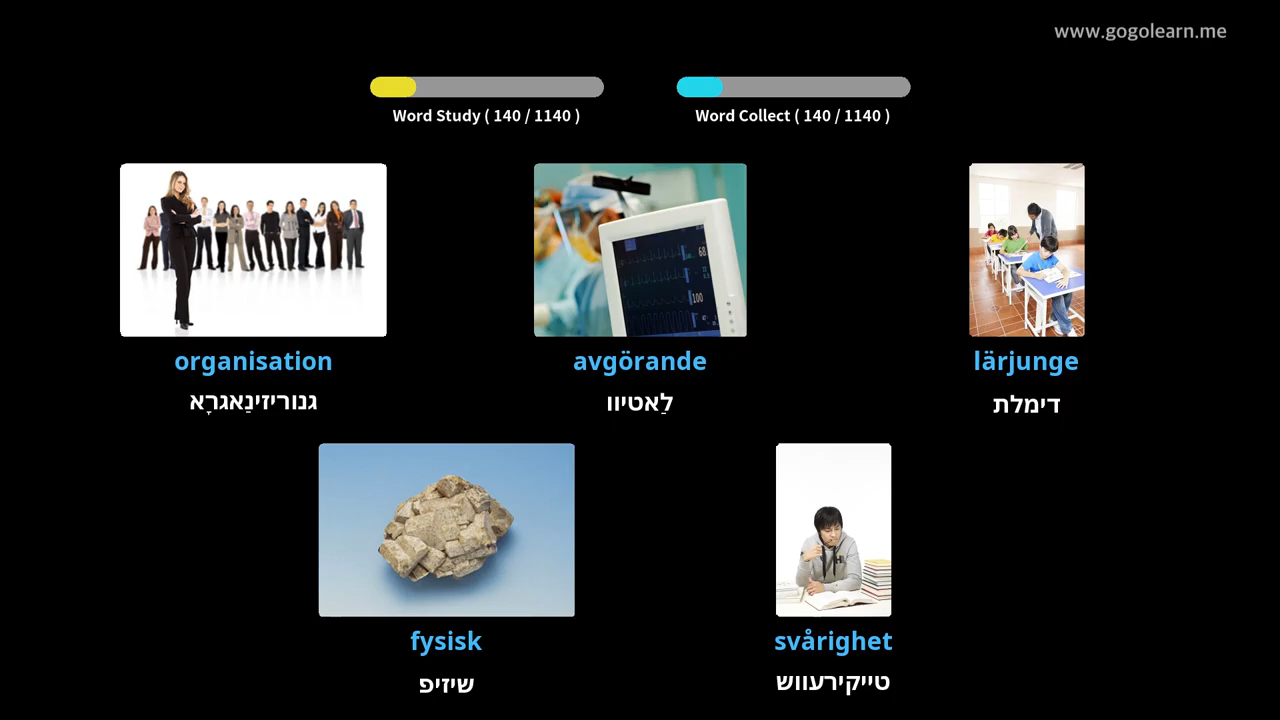 www.gogolearn.me
Word Study ( 140 / 1140 )
Word Collect ( 140 / 1140 )
organisation
גנוריזינַאגרָא
avgörande
לַאטיוו
lärjunge
דימלת
fysisk
שיזיפ
svårighet
טייקירעווש